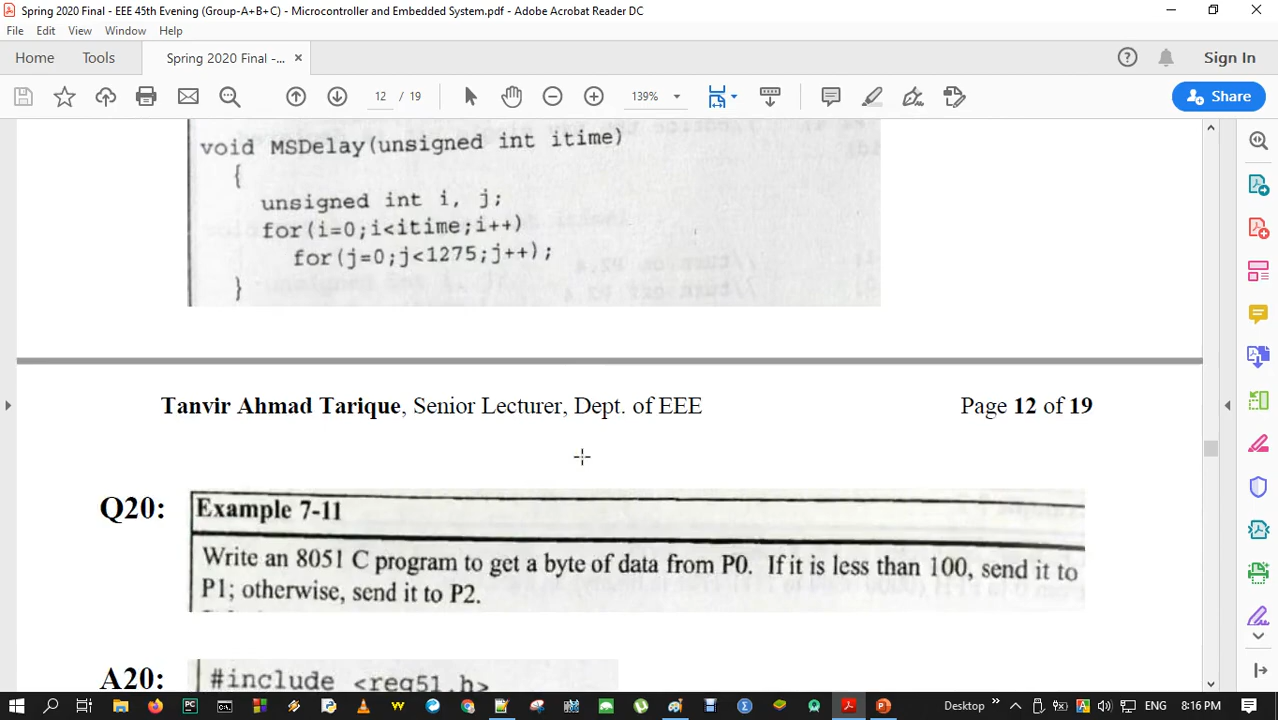 Spring 2020 Final - EEE 45th Evening (Group-A+B+C) - Microcontroller and Embedded System.pdf - Adobe Acrobat Reader DC
File Edit View Window Help
Home Tools Spring 2020 Final -... × Sign In
12 / 19 139% Share
void MSDelay(unsigned int itime)
{
unsigned int i, j;
for(i=0;i<itime;i++)
for(j=0;j<1275;j++);
}
Tanvir Ahmad Tarique, Senior Lecturer, Dept. of EEE Page 12 of 19
Q20: Example 7-11
Write an 8051 C program to get a byte of data from P0. If it is less than 100, send it to
P1; otherwise, send it to P2.
A20: #include <reg51.h>
Desktop ENG 8:16 PM